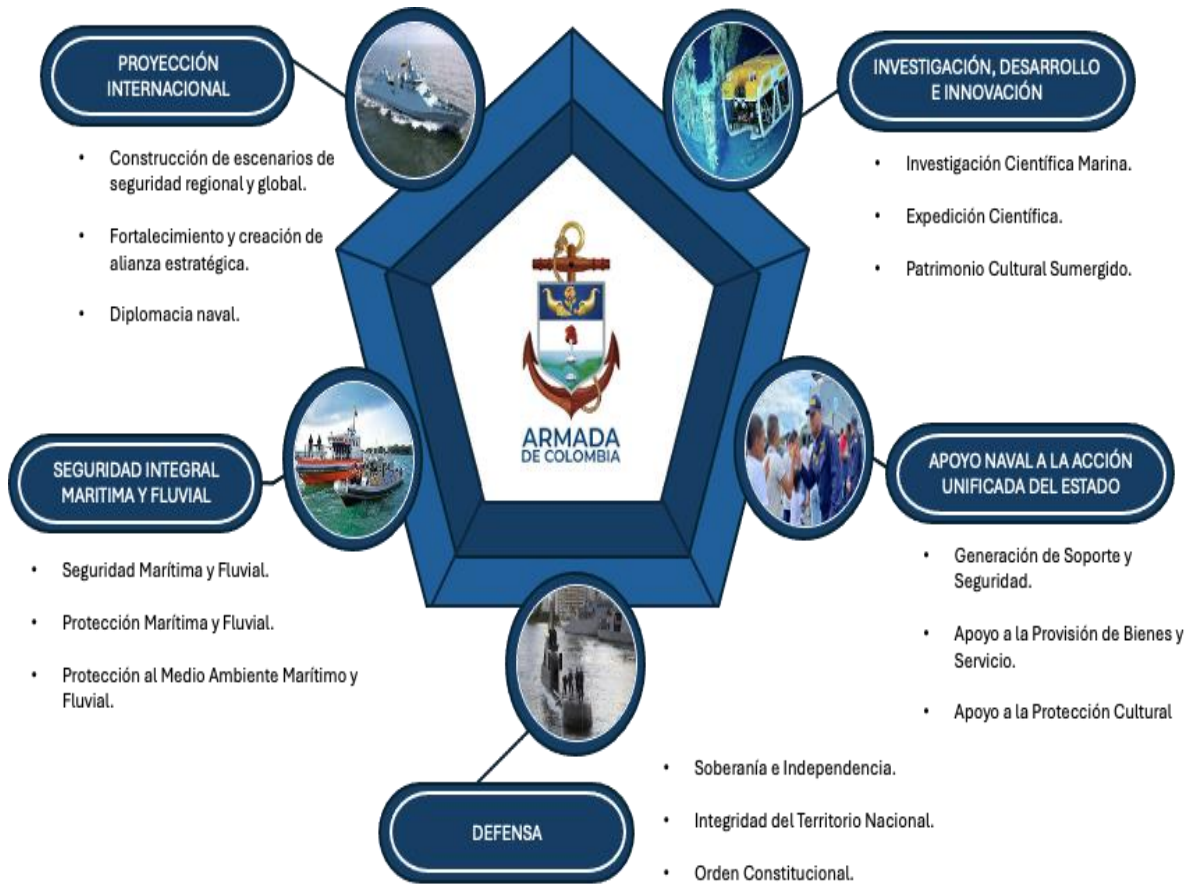 PROYECCIÓN
INTERNACIONAL
• Construcción de escenarios de
seguridad regional y global.
• Fortalecimiento y creación de
alianza estratégica.
• Diplomacia naval.
INVESTIGACIÓN, DESARROLLO
E INNOVACIÓN
• Investigación Científica Marina.
• Expedición Científica.
• Patrimonio Cultural Sumergido.
ARMADA
DE COLOMBIA
SEGURIDAD INTEGRAL
MARITIMA Y FLUVIAL
• Seguridad Marítima y Fluvial.
• Protección Marítima y Fluvial.
• Protección al Medio Ambiente Marítimo y
Fluvial.
APOYO NAVAL A LA ACCIÓN
UNIFICADA DEL ESTADO
• Generación de Soporte y
Seguridad.
• Apoyo a la Provisión de Bienes y
Servicio.
• Apoyo a la Protección Cultural
DEFENSA
• Soberanía e Independencia.
• Integridad del Territorio Nacional.
• Orden Constitucional.